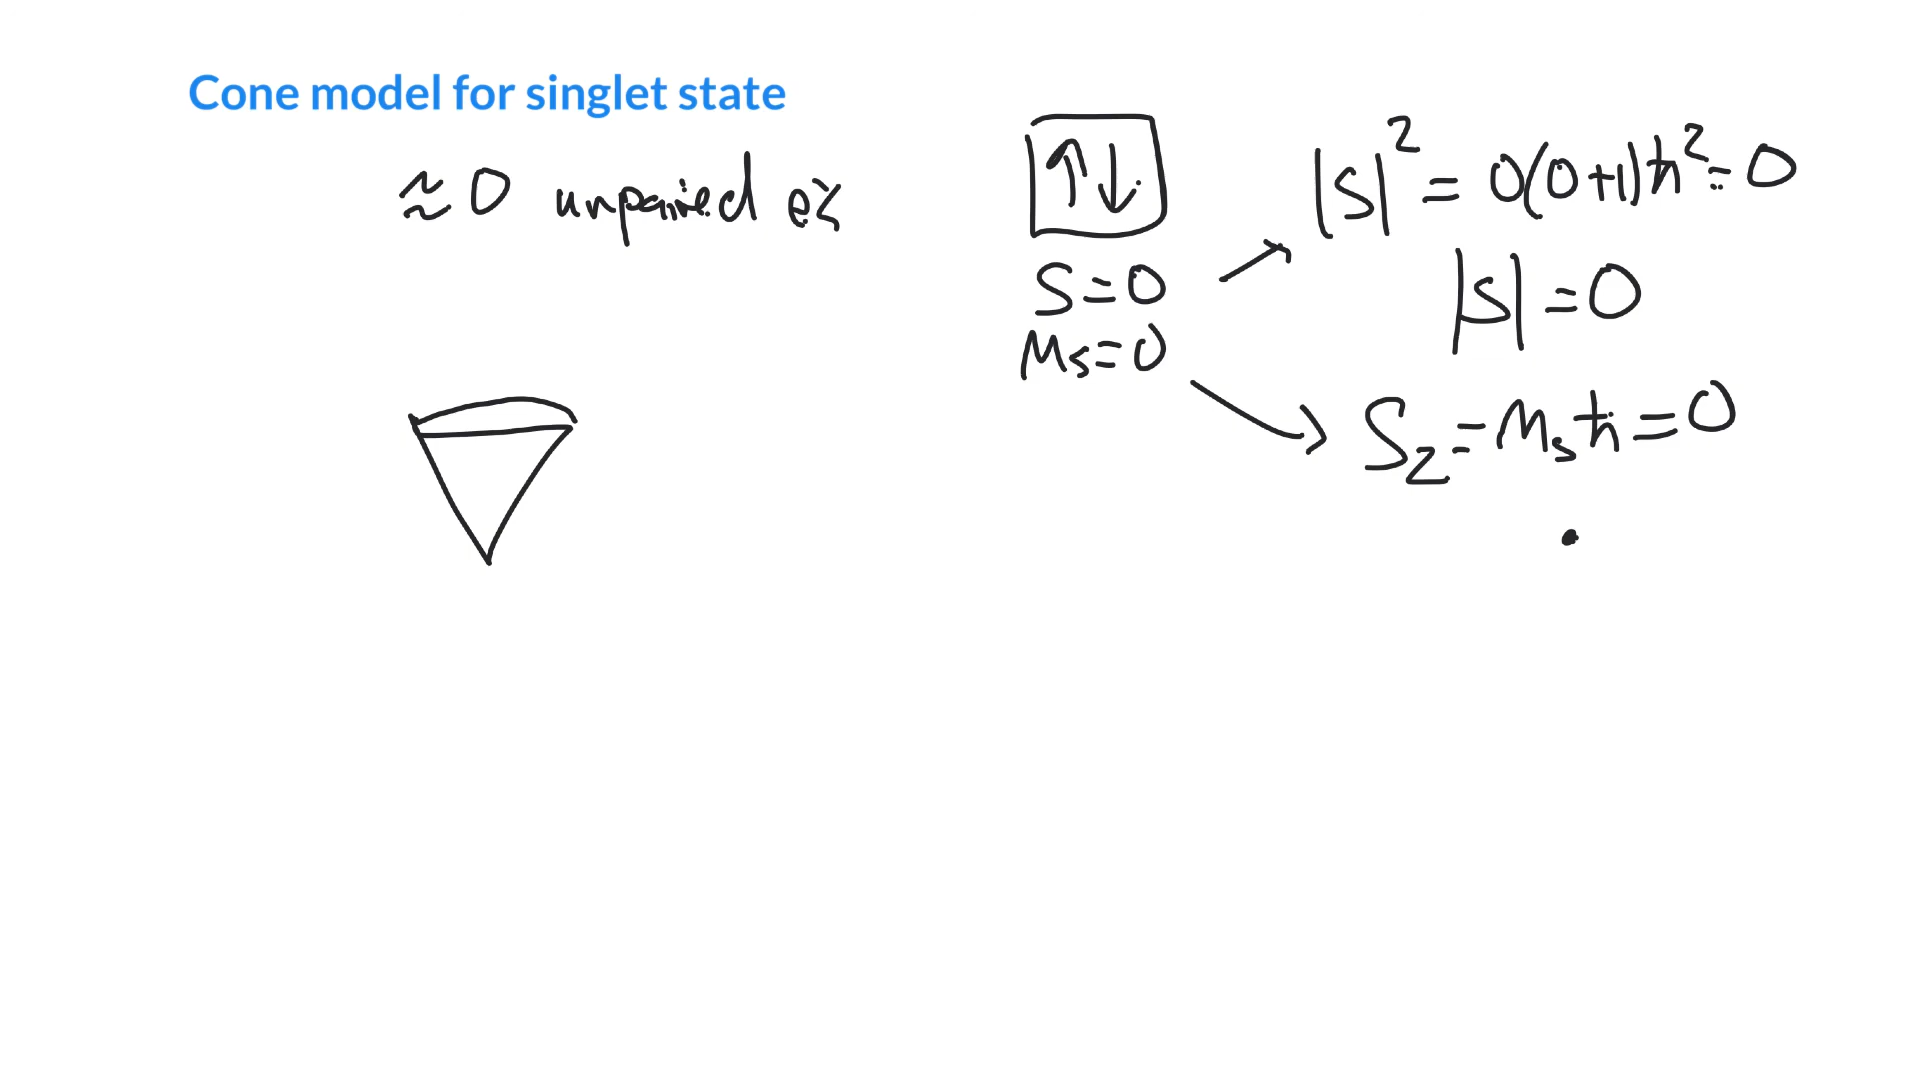 Cone model for singlet state
≈ 0 unpaired e⁻s
↑↓
S=0
Ms=0
|S|² = 0(0+1)ħ² = 0
|S| = 0
Sz = Msħ = 0